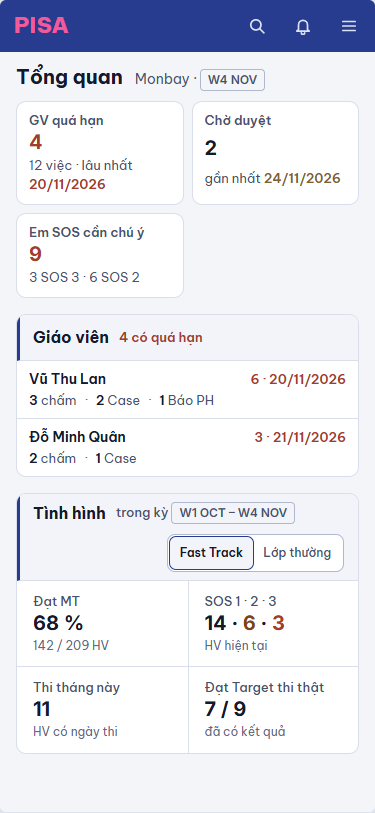 PISA
Tổng quan Monbay · W4 NOV
GV quá hạn
4
12 việc · lâu nhất
20/11/2026
Chờ duyệt
2
gần nhất 24/11/2026
Em SOS cần chú ý
9
3 SOS 3 · 6 SOS 2
Giáo viên 4 có quá hạn
Vũ Thu Lan 6 · 20/11/2026
3 chấm · 2 Case · 1 Báo PH
Đỗ Minh Quân 3 · 21/11/2026
2 chấm · 1 Case
Tình hình trong kỳ W1 OCT – W4 NOV
Fast Track Lớp thường
Đạt MT
68 %
142 / 209 HV
SOS 1 · 2 · 3
14 · 6 · 3
HV hiện tại
Thi tháng này
11
HV có ngày thi
Đạt Target thi thật
7 / 9
đã có kết quả